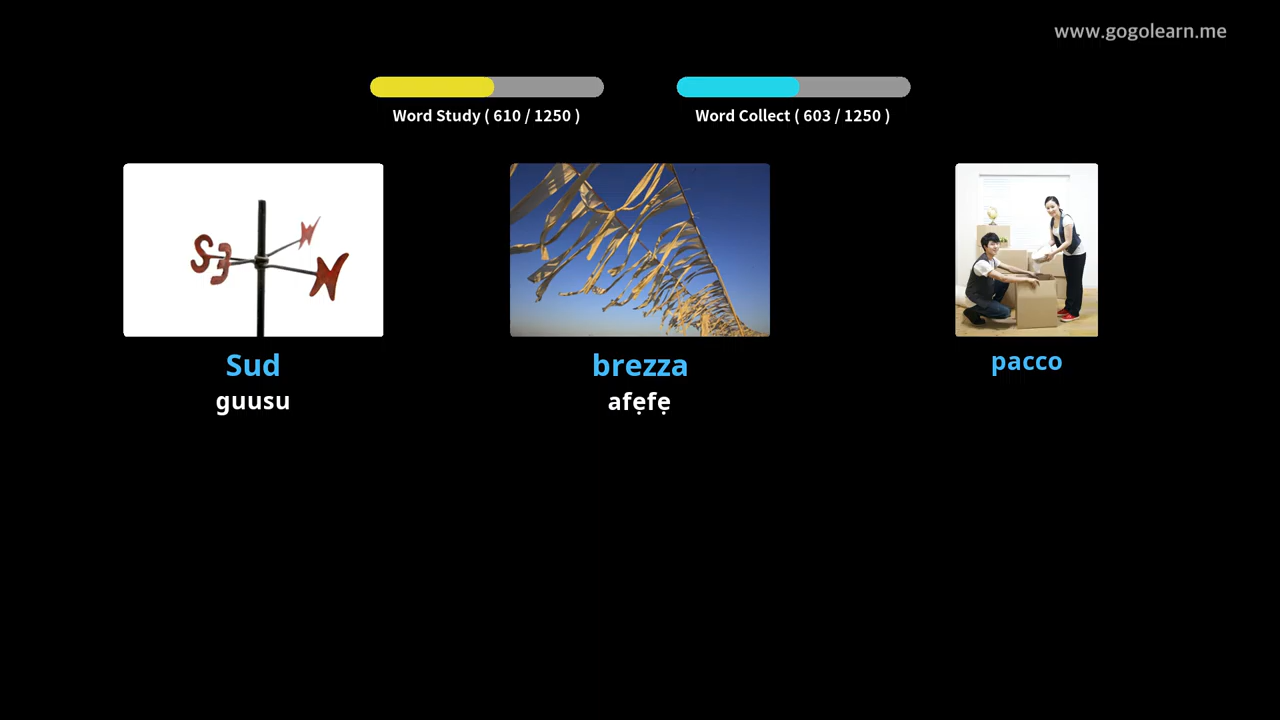 www.gogolearn.me
Word Study ( 610 / 1250 )
Word Collect ( 603 / 1250 )
S E N
Sud
guusu
brezza
afẹfẹ
pacco